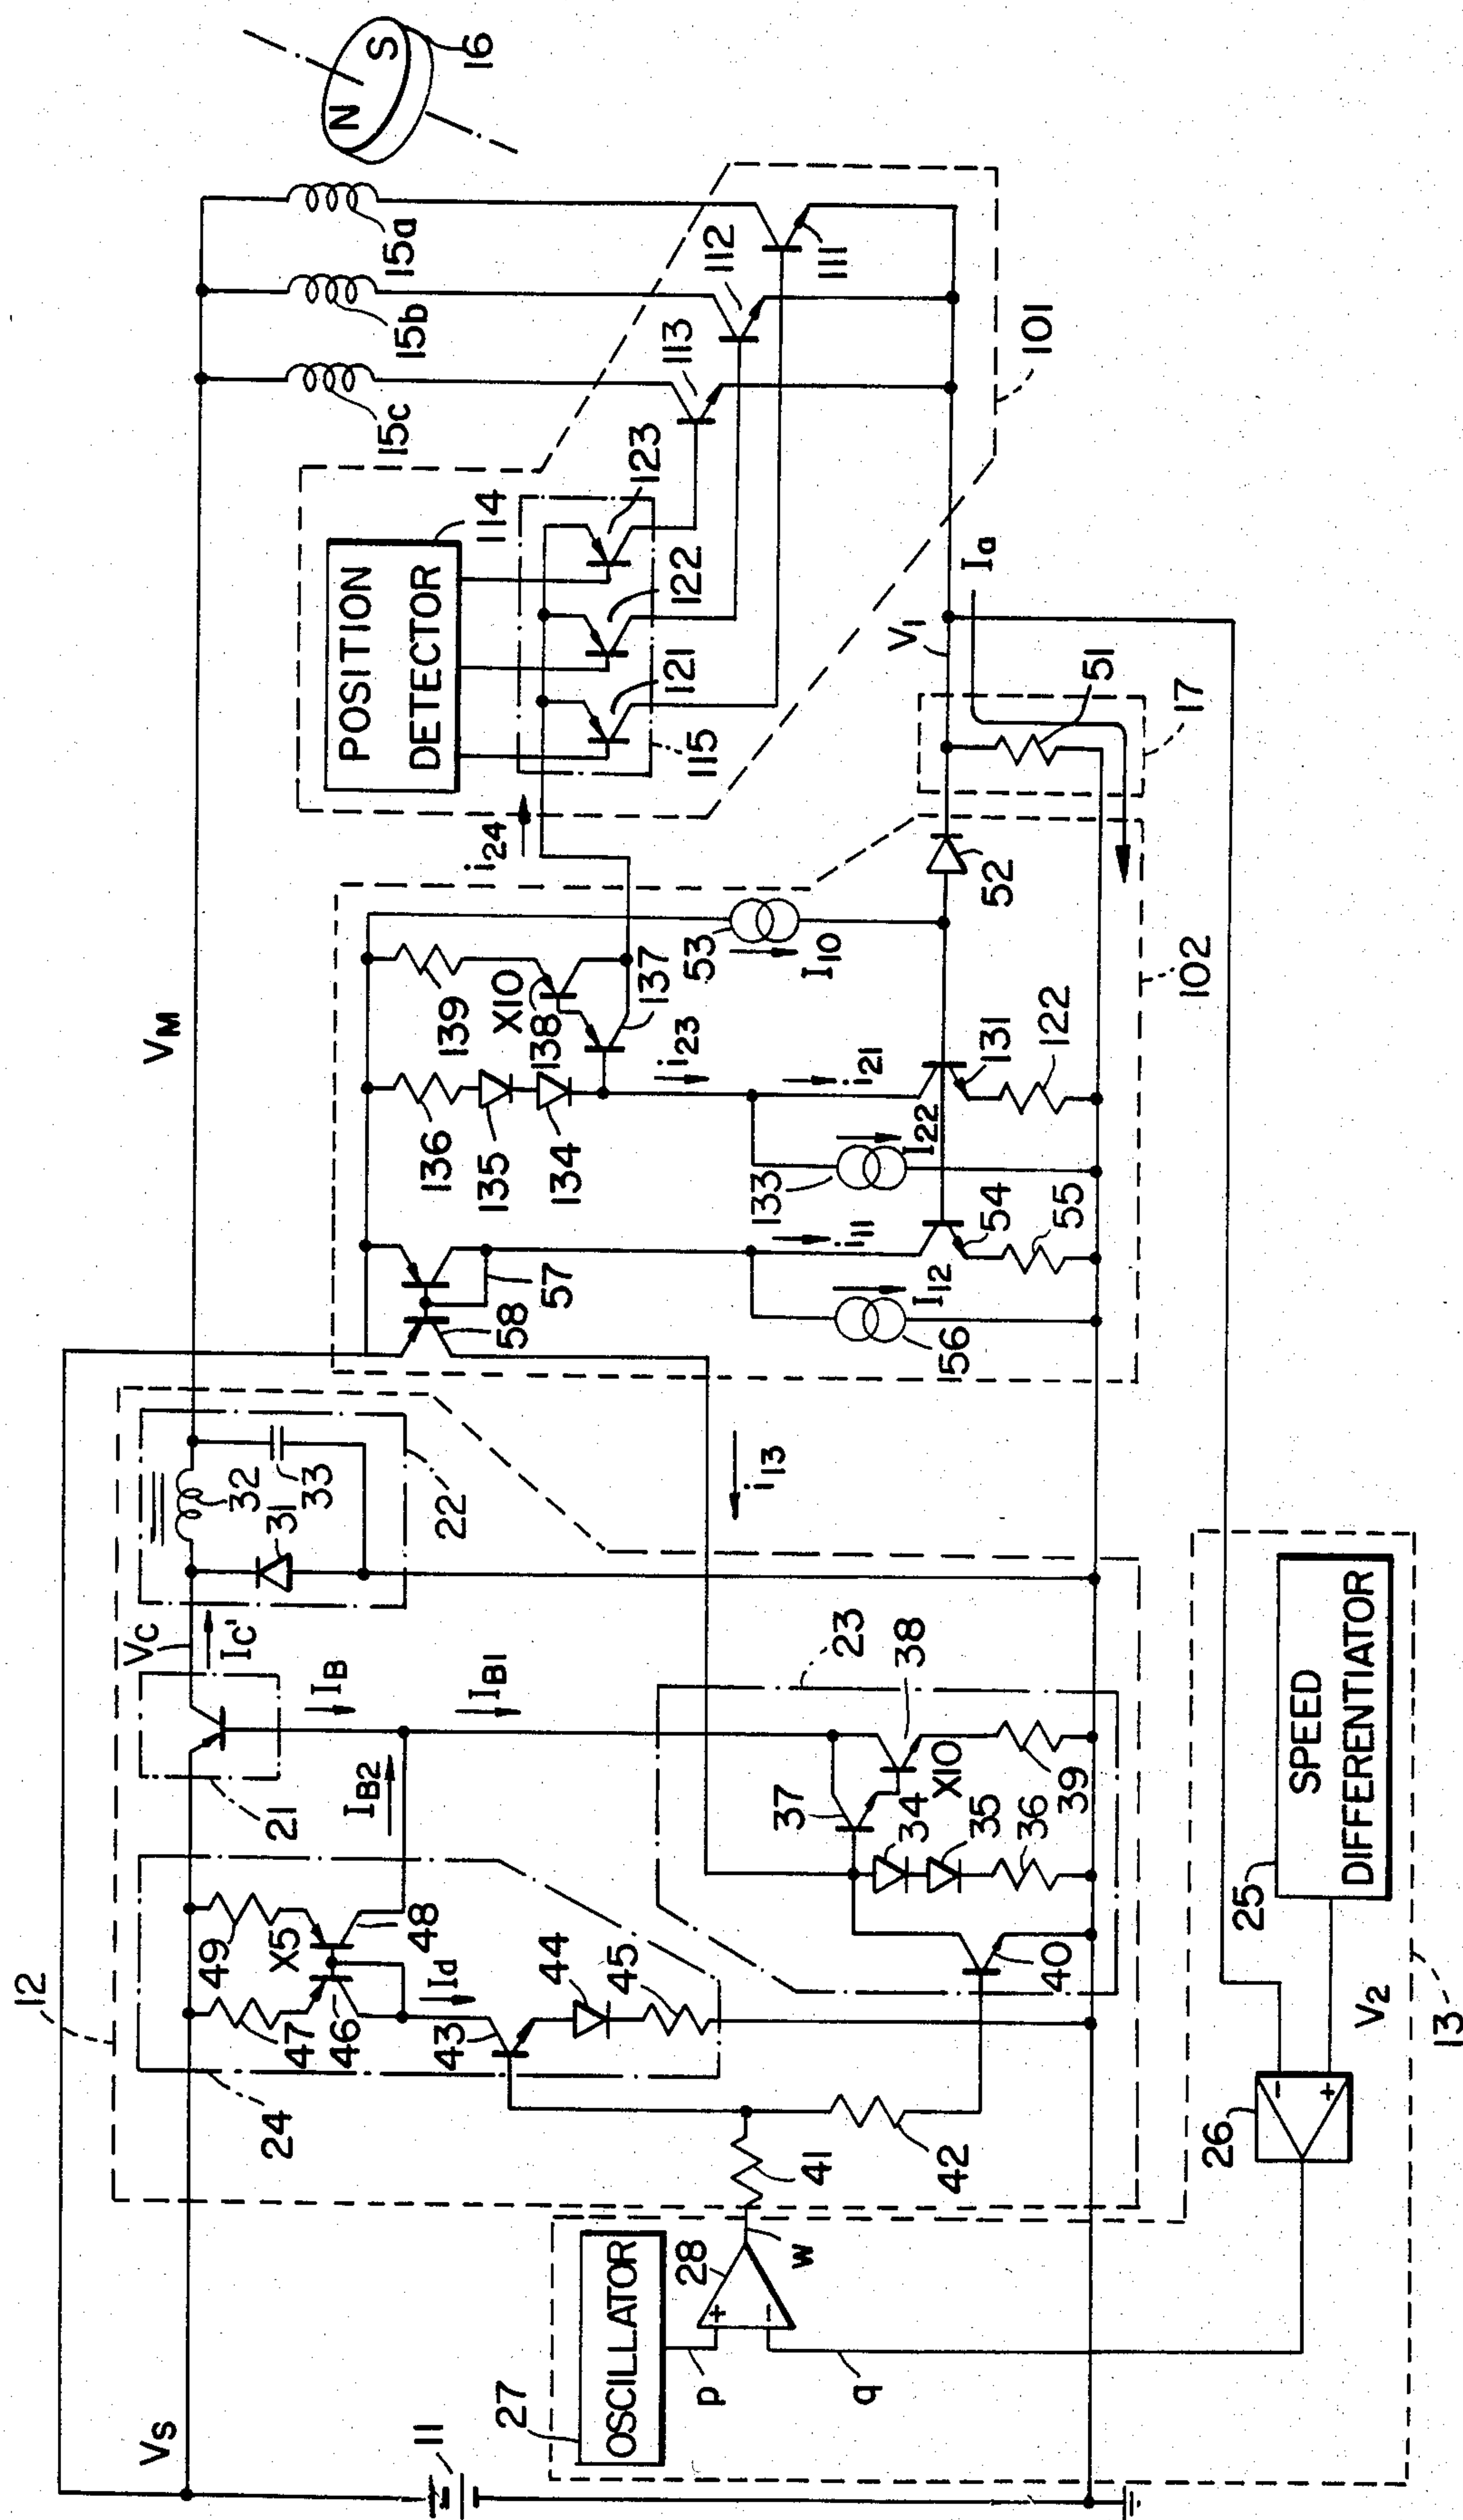 12
Vs
11
27
OSCILLATOR
p
28
+
−
w
q
41
42
24
49
X5
48
47
46
Id
43
44
45
21
IB2
IB
IB1
Vc
Ic'
22
32
31
33
23
37
38
34
X10
35
36
39
40
i13
VM
58
57
56
I12
i11
54
55
133
I22
i21
131
122
136
135
134
139
X10
138
137
i23
53
I10
52
102
i24
POSITION
DETECTOR
114
115
121
122
123
113
112
111
101
15c
15b
15a
N
S
16
V1
Ia
51
17
26
−
+
V2
25
SPEED
DIFFERENTIATOR
13